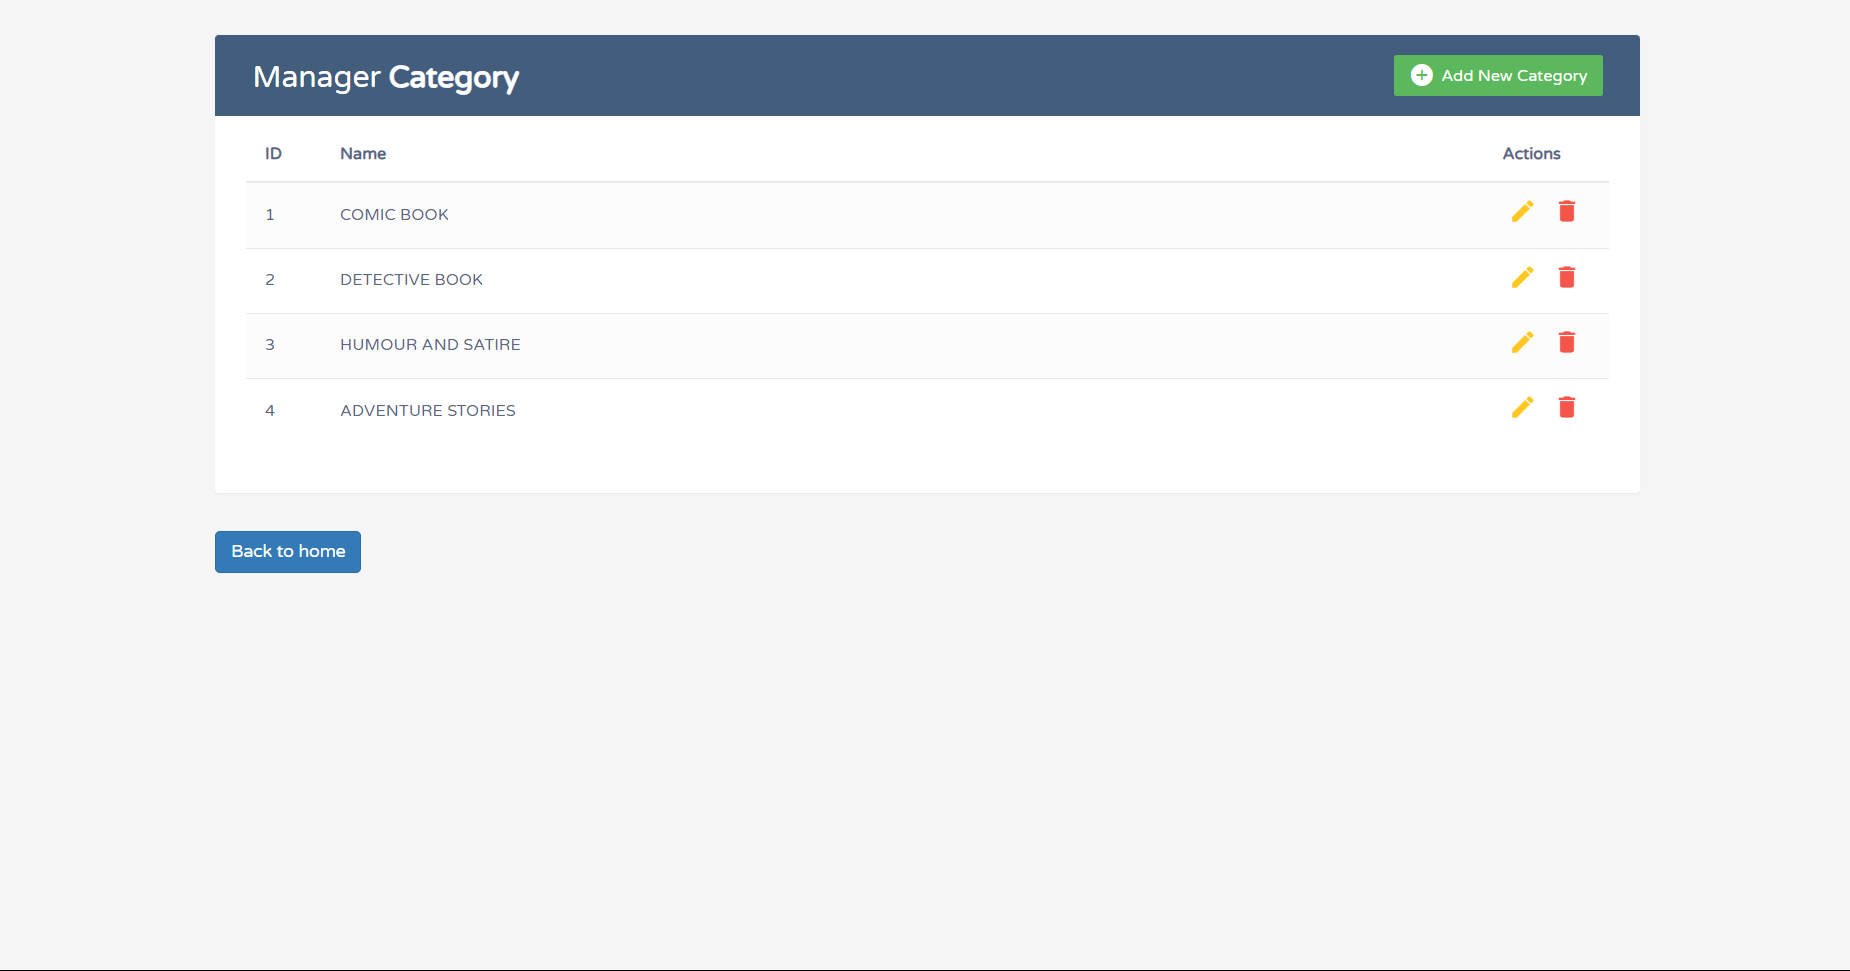 Manager Category
Add New Category
ID Name Actions
1 COMIC BOOK
2 DETECTIVE BOOK
3 HUMOUR AND SATIRE
4 ADVENTURE STORIES
Back to home